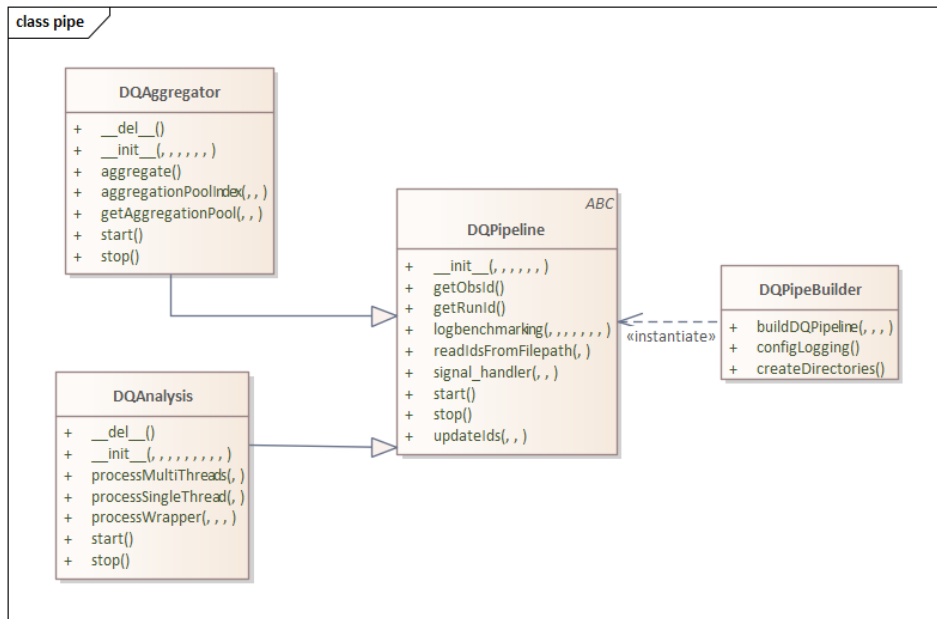 class pipe
DQAggregator
+ __del__()
+ __init__(, , , , , , )
+ aggregate()
+ aggregationPoolIndex(, , )
+ getAggregationPool(, , )
+ start()
+ stop()
ABC
DQPipeline
+ __init__(, , , , , , )
+ getObsId()
+ getRunId()
+ logbenchmarking(, , , , , , , )
+ readIdsFromFilepath(, )
+ signal_handler(, , )
+ start()
+ stop()
+ updateIds(, , )
DQPipeBuilder
+ buildDQPipeline(, , , )
+ configLogging()
+ createDirectories()
«instantiate»
DQAnalysis
+ __del__()
+ __init__(, , , , , , , , , )
+ processMultiThreads(, )
+ processSingleThread(, )
+ processWrapper(, , , )
+ start()
+ stop()